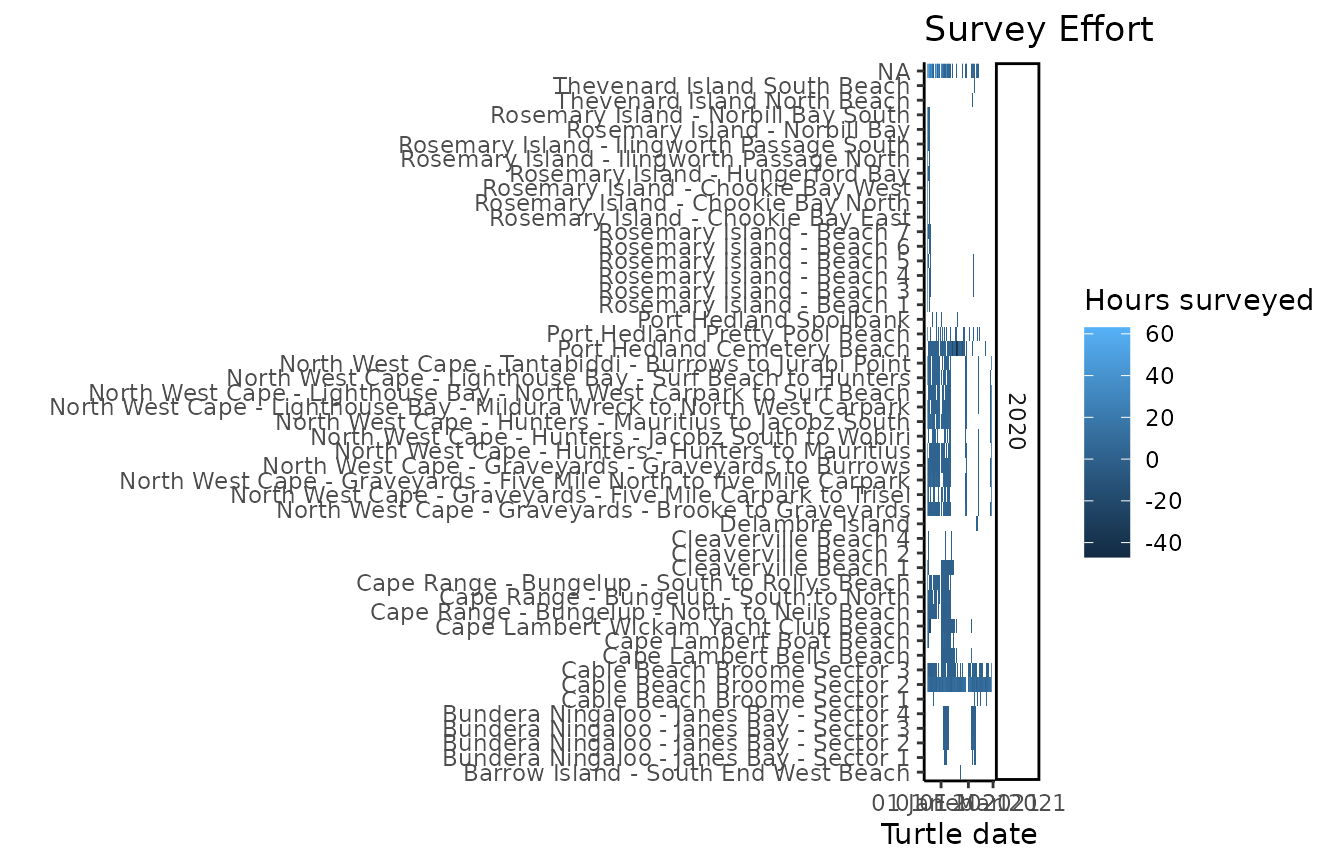 Survey Effort
NA
Thevenard Island South Beach
Thevenard Island North Beach
Rosemary Island - Norbill Bay South
Rosemary Island - Norbill Bay
Rosemary Island - Ilingworth Passage South
Rosemary Island - Ilingworth Passage North
Rosemary Island - Hungerford Bay
Rosemary Island - Chookie Bay West
Rosemary Island - Chookie Bay North
Rosemary Island - Chookie Bay East
Rosemary Island - Beach 7
Rosemary Island - Beach 6
Rosemary Island - Beach 5
Rosemary Island - Beach 4
Rosemary Island - Beach 3
Rosemary Island - Beach 1
Port Hedland Spoilbank
Port Hedland Pretty Pool Beach
Port Hedland Cemetery Beach
North West Cape - Tantabiddi - Burrows to Jurabi Point
North West Cape - Lighthouse Bay - Surf Beach to Hunters
North West Cape - Lighthouse Bay - North West Carpark to Surf Beach
North West Cape - Lighthouse Bay - Mildura Wreck to North West Carpark
North West Cape - Hunters - Mauritius to Jacobz South
North West Cape - Hunters - Jacobz South to Wobiri
North West Cape - Hunters - Hunters to Mauritius
North West Cape - Graveyards - Graveyards to Burrows
North West Cape - Graveyards - Five Mile North to five Mile Carpark
North West Cape - Graveyards - Five Mile Carpark to Trisel
North West Cape - Graveyards - Brooke to Graveyards
Delambre Island
Cleaverville Beach 4
Cleaverville Beach 2
Cleaverville Beach 1
Cape Range - Bungelup - South to Rollys Beach
Cape Range - Bungelup - South to North
Cape Range - Bungelup - North to Neils Beach
Cape Lambert Wickam Yacht Club Beach
Cape Lambert Boat Beach
Cape Lambert Bells Beach
Cable Beach Broome Sector 3
Cable Beach Broome Sector 2
Cable Beach Broome Sector 1
Bundera Ningaloo - Janes Bay - Sector 4
Bundera Ningaloo - Janes Bay - Sector 3
Bundera Ningaloo - Janes Bay - Sector 2
Bundera Ningaloo - Janes Bay - Sector 1
Barrow Island - South End West Beach
2020
Turtle date
Hours surveyed
60
40
20
0
-20
-40